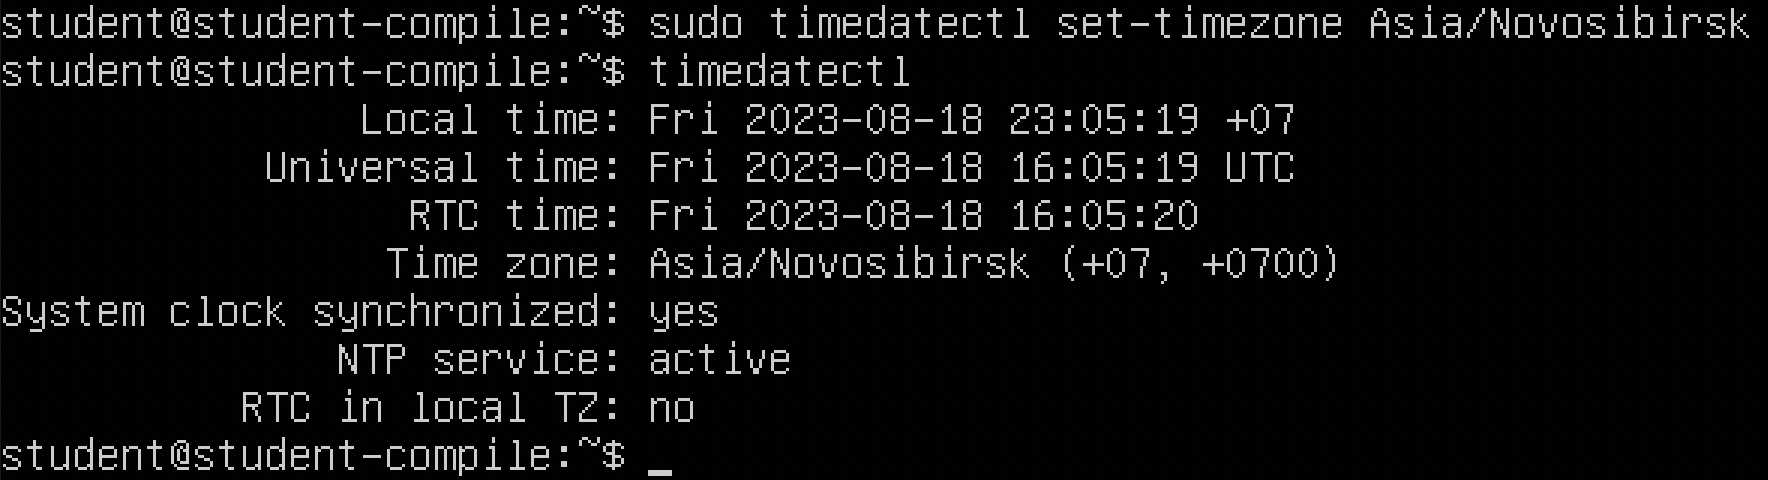 student@student-compile:~$ sudo timedatectl set-timezone Asia/Novosibirsk
student@student-compile:~$ timedatectl
Local time: Fri 2023-08-18 23:05:19 +07
Universal time: Fri 2023-08-18 16:05:19 UTC
RTC time: Fri 2023-08-18 16:05:20
Time zone: Asia/Novosibirsk (+07, +0700)
System clock synchronized: yes
NTP service: active
RTC in local TZ: no
student@student-compile:~$ _